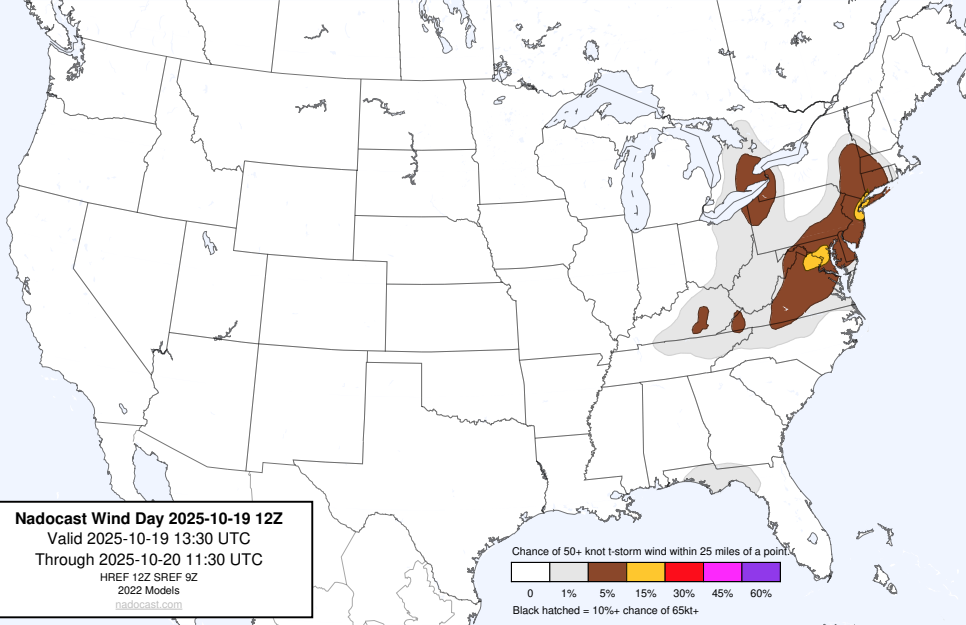 Nadocast Wind Day 2025-10-19 12Z
Valid 2025-10-19 13:30 UTC
Through 2025-10-20 11:30 UTC
HREF 12Z SREF 9Z
2022 Models
nadocast.com
Chance of 50+ knot t-storm wind within 25 miles of a point.
0 1% 5% 15% 30% 45% 60%
Black hatched = 10%+ chance of 65kt+